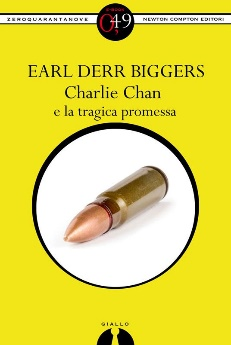 ZEROQUARANTANOVE
0,49
NEWTON COMPTON EDITORI
EARL DERR BIGGERS
Charlie Chan
e la tragica promessa
GIALLO